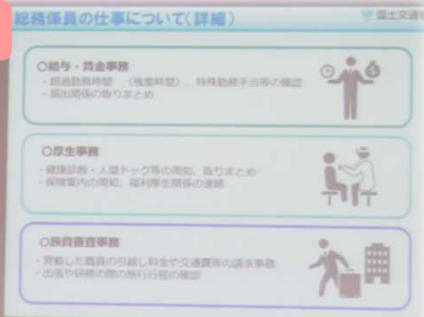 総務係員の仕事について(詳細)
国土交通
○給与・賃金事務
・超過勤務時間 (残業時間)、特殊勤務手当等の確認
・届出関係の取りまとめ
○厚生事務
・健康診断・人間ドック等の周知、取りまとめ
・保険案内の周知、福利厚生関係の連絡
○旅費審査事務
・異動した職員の引越し料金や交通費等の請求事務
・出張や研修の際の旅行行程の確認